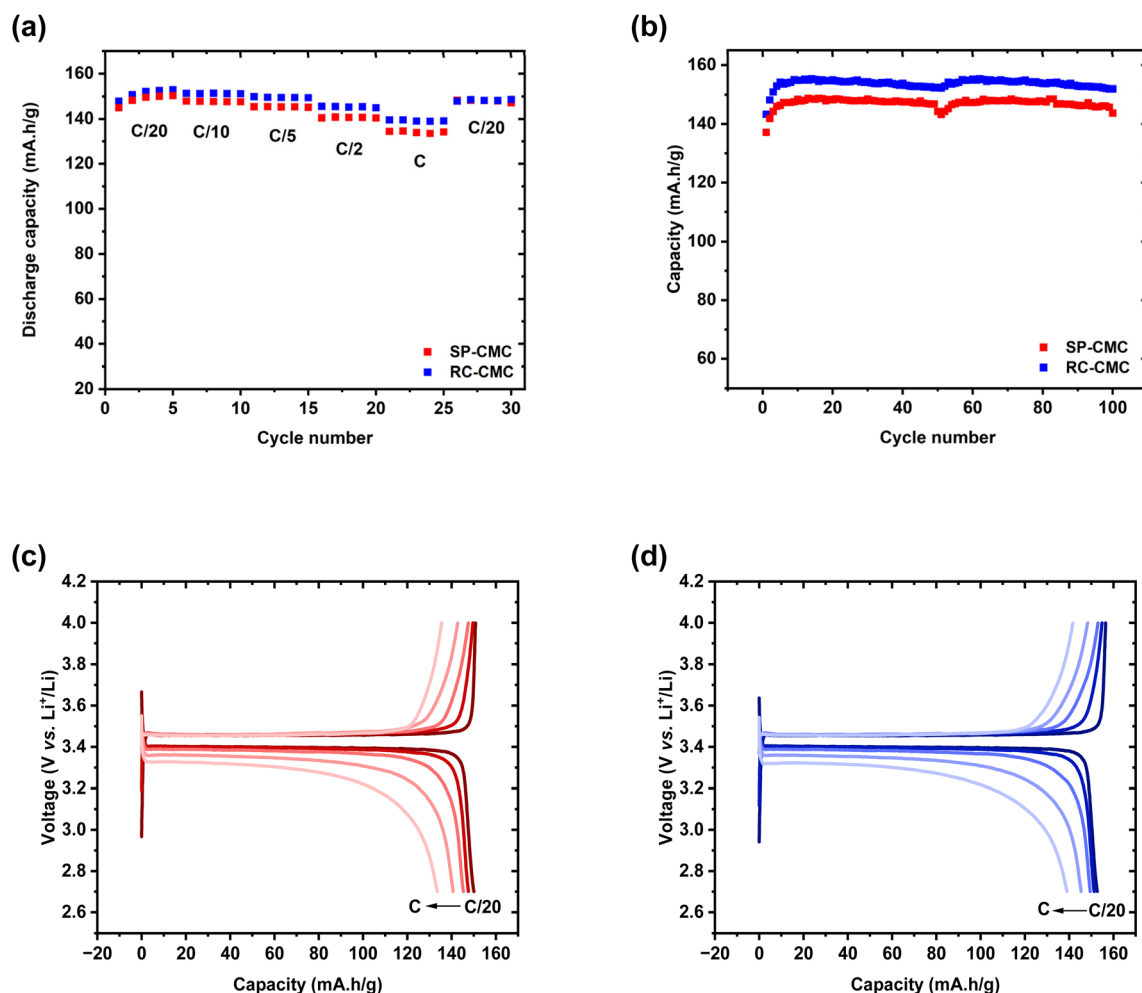 (a)
160
140
120
100
80
60
40
20
Discharge capacity (mA.h/g)
C/20
C/10
C/5
C/2
C
C/20
SP-CMC
RC-CMC
0
5
10
15
20
25
30
Cycle number
(b)
160
140
120
100
160
80
60
Capacity (mA.h/g)
SP-CMC
RC-CMC
0
20
40
60
80
100
Cycle number
(c)
4.2
4.0
3.8
3.6
3.4
3.2
3.0
2.8
2.6
Voltage (V vs. Li⁺/Li)
C
C/20
−20
0
20
40
60
80
100
120
140
160
Capacity (mA.h/g)
(d)
4.2
4.0
3.8
3.6
3.4
3.2
3.0
2.8
2.6
Voltage (V vs. Li⁺/Li)
C
C/20
−20
0
20
40
60
80
100
120
140
160
Capacity (mA.h/g)